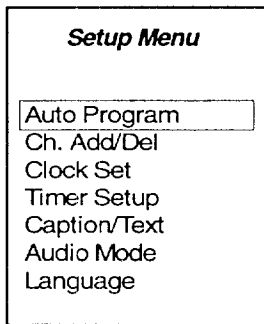 Setup Menu
Auto Program
Ch. Add/Del
Clock Set
Timer Setup
Caption/Text
Audio Mode
Language